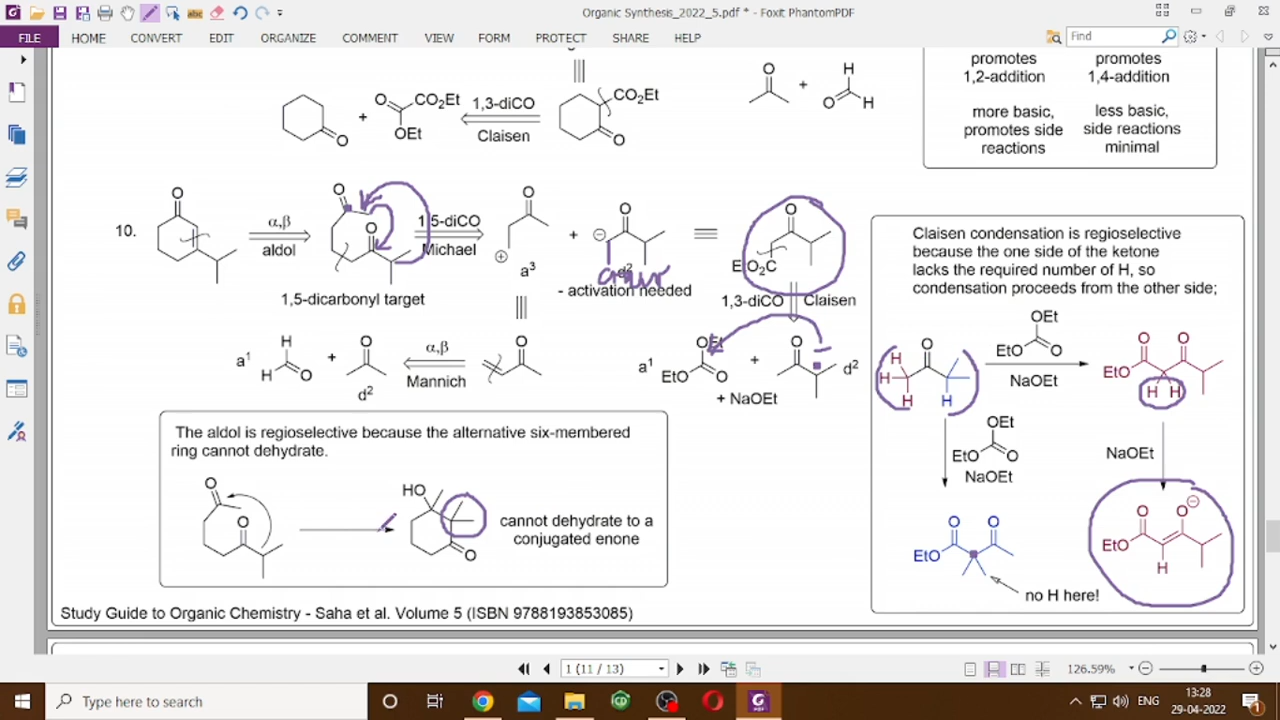 Organic_Synthesis_2022_5.pdf * - Foxit PhantomPDF
FILE HOME CONVERT EDIT ORGANIZE COMMENT VIEW FORM PROTECT SHARE HELP
Find
promotes 1,2-addition
promotes 1,4-addition
more basic, promotes side reactions
less basic, side reactions minimal
O
CO2Et
O
OEt
+
1,3-diCO
Claisen
CO2Et
O
O
+
H
O
H
10.
O
α,β
aldol
O
O
1,5-dicarbonyl target
1,5-diCO
Michael
O
⊕
a3
+
⊖
O
d2
- activation needed
O
EtO2C
1,3-diCO
Claisen
a1
H
H
O
+
O
d2
α,β
Mannich
O
a1
OEt
EtO
O
+
O
d2
+ NaOEt
The aldol is regioselective because the alternative six-membered
ring cannot dehydrate.
O
O
HO
O
cannot dehydrate to a
conjugated enone
Claisen condensation is regioselective
because the one side of the ketone
lacks the required number of H, so
condensation proceeds from the other side;
H
H
H
O
H
OEt
EtO
O
NaOEt
O
O
EtO
H H
OEt
EtO
O
NaOEt
NaOEt
O
O
EtO
no H here!
O
O⊖
EtO
H
Study Guide to Organic Chemistry - Saha et al. Volume 5 (ISBN 9788193853085)
1 (11 / 13)
126.59%
Type here to search
ENG
13:28
29-04-2022